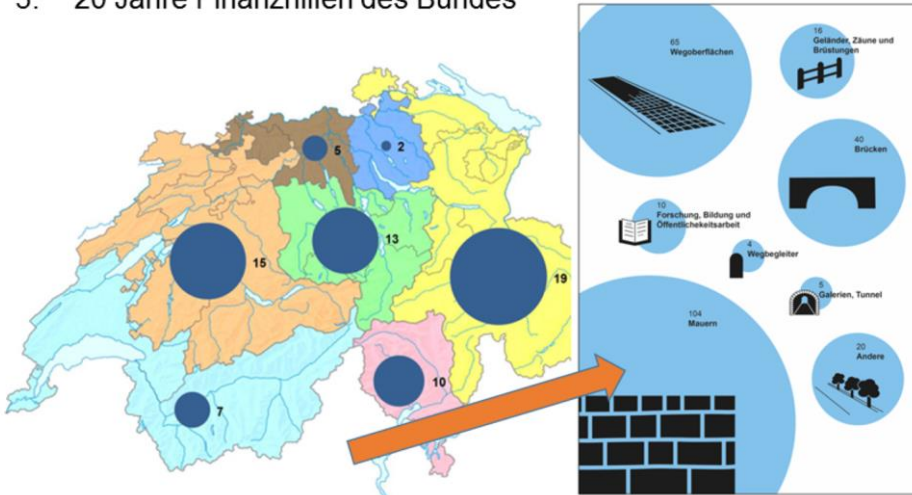 20 Jahre Finanzhilfen des Bundes
5
2
13
15
19
10
7
65
Wegoberflächen
16
Geländer, Zäune und
Brüstungen
40
Brücken
10
Forschung, Bildung und
Öffentlichekeitsarbeit
4
Wegbegleiter
5
Galerien, Tunnel
104
Mauern
20
Andere